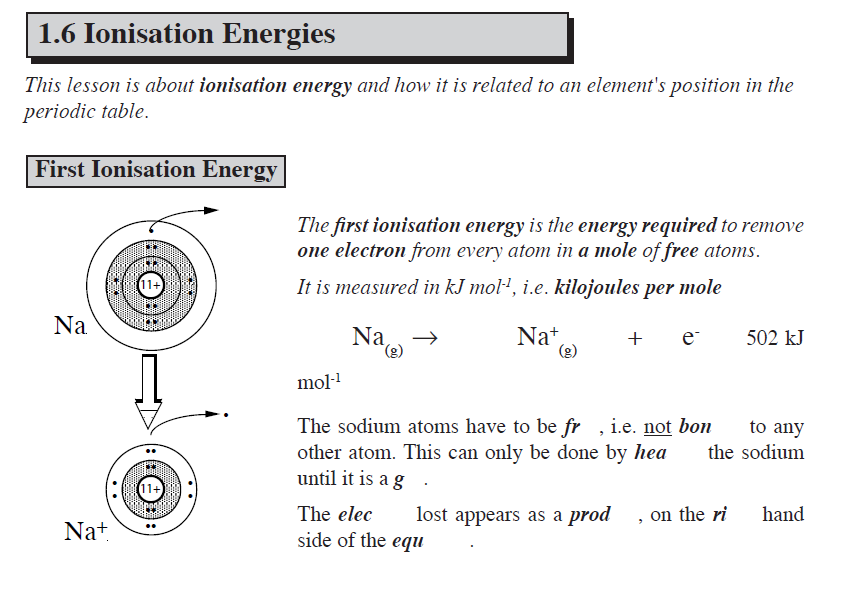 1.6 Ionisation Energies
This lesson is about ionisation energy and how it is related to an element's position in the
periodic table.
First Ionisation Energy
The first ionisation energy is the energy required to remove
one electron from every atom in a mole of free atoms.
It is measured in kJ mol-1, i.e. kilojoules per mole
11+
Na
Na(g) → Na+(g) + e- 502 kJ
mol-1
The sodium atoms have to be fr , i.e. not bon to any
other atom. This can only be done by hea the sodium
until it is a g .
11+
Na+
The elec lost appears as a prod , on the ri hand
side of the equ .